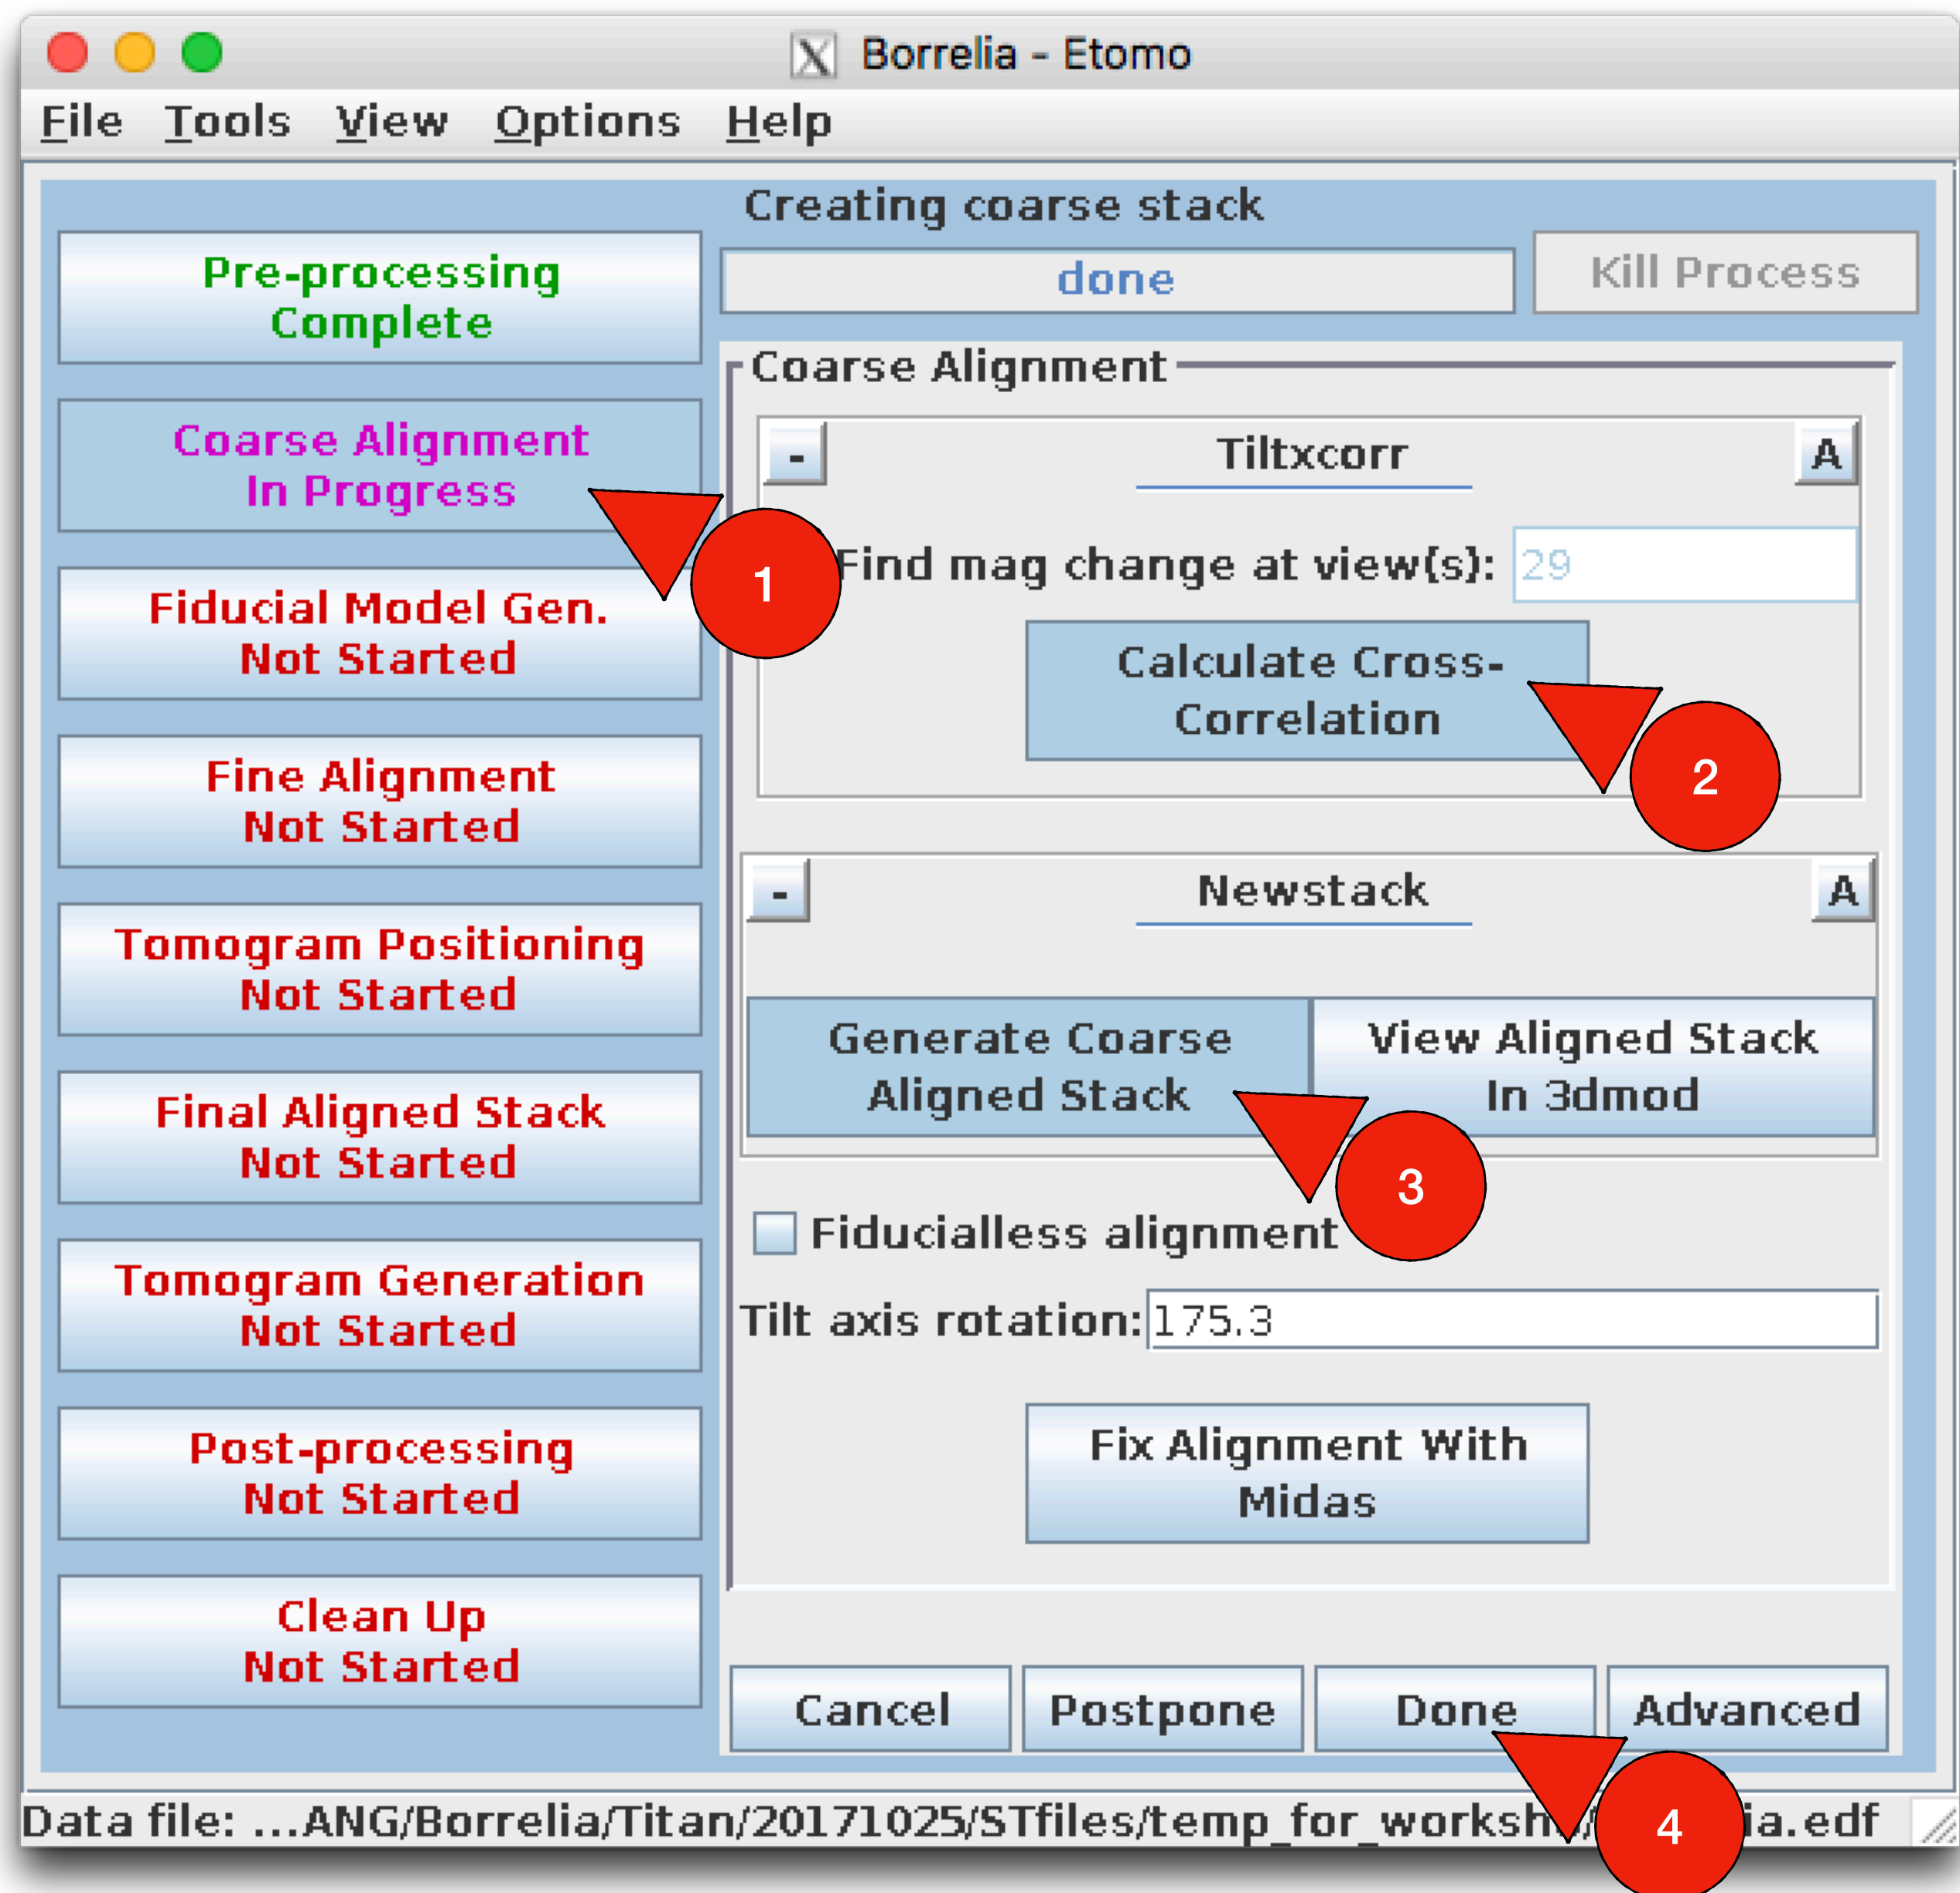 Borrelia - Etomo
File Tools View Options Help
Creating coarse stack
done
Kill Process
Pre-processing
Complete
Coarse Alignment
In Progress
Fiducial Model Gen.
Not Started
Fine Alignment
Not Started
Tomogram Positioning
Not Started
Final Aligned Stack
Not Started
Tomogram Generation
Not Started
Post-processing
Not Started
Clean Up
Not Started
Coarse Alignment
- Tiltxcorr A
Find mag change at view(s): 29
1
Calculate Cross-
Correlation
2
- Newstack A
Generate Coarse
Aligned Stack
View Aligned Stack
In 3dmod
3
Fiducialless alignment
Tilt axis rotation: 175.3
Fix Alignment With
Midas
Cancel Postpone Done Advanced
4
Data file: ...ANG/Borrelia/Titan/20171025/STfiles/temp_for_worksh ia.edf